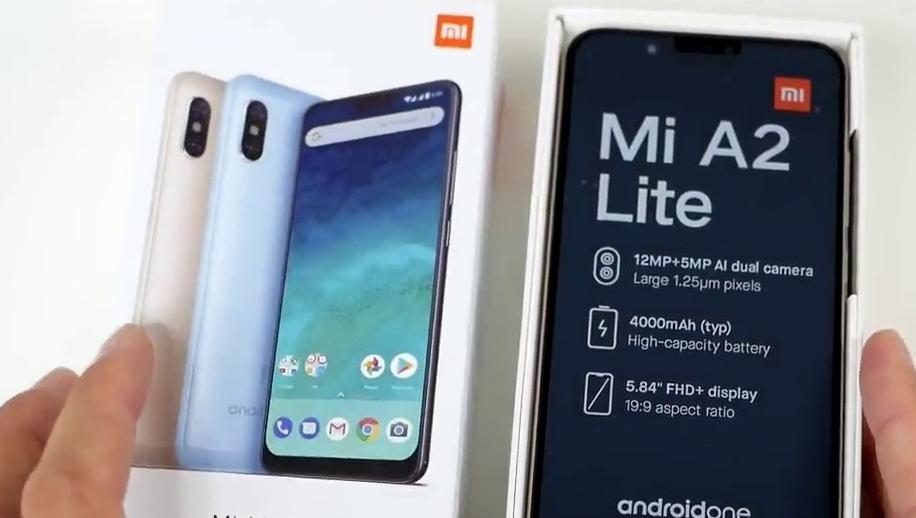 mi
Mi A2
Lite
12MP+5MP AI dual camera
Large 1.25μm pixels
4000mAh (typ)
High-capacity battery
5.84" FHD+ display
19:9 aspect ratio
androidone
mi